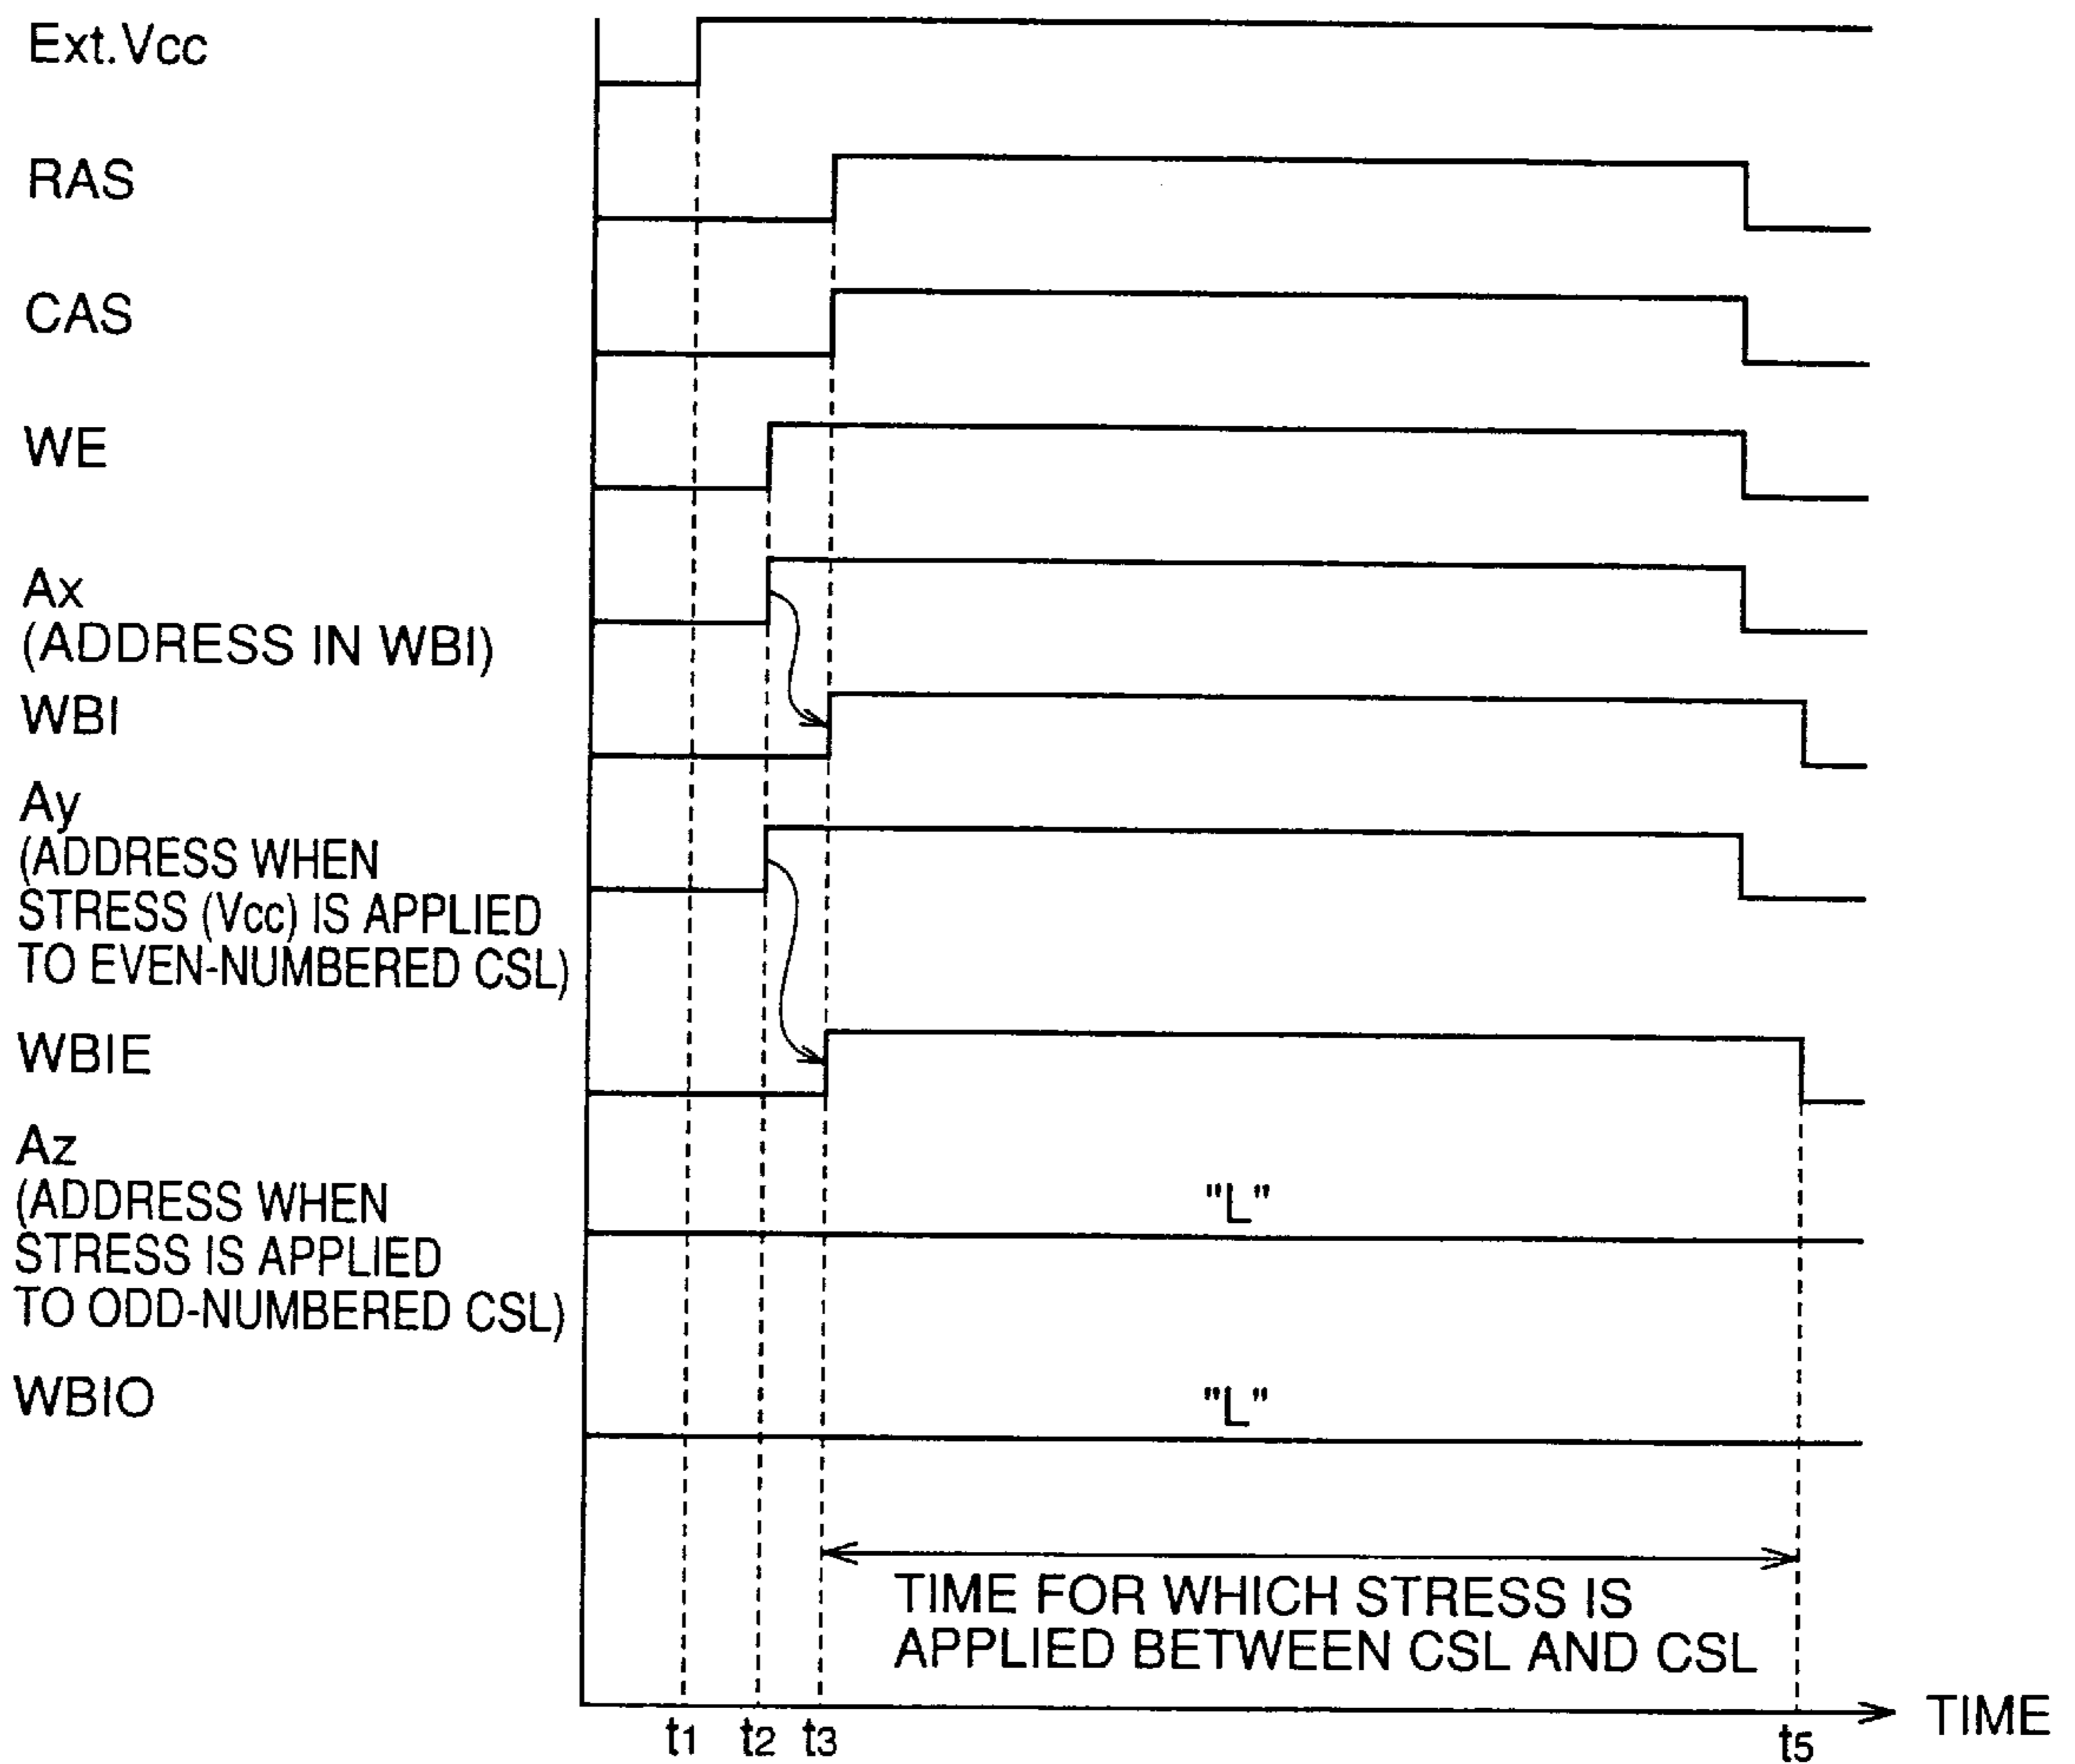 Ext.Vcc
RAS
CAS
WE
Ax
(ADDRESS IN WBI)
WBI
Ay
(ADDRESS WHEN
STRESS (Vcc) IS APPLIED
TO EVEN-NUMBERED CSL)
WBIE
Az
(ADDRESS WHEN
STRESS IS APPLIED
TO ODD-NUMBERED CSL)
"L"
WBIO
"L"
TIME FOR WHICH STRESS IS
APPLIED BETWEEN CSL AND CSL
t1 t2 t3 t5 TIME